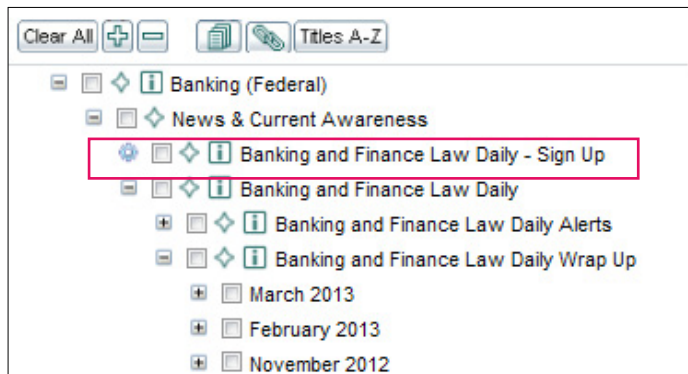 Clear All Titles A-Z
Banking (Federal)
News & Current Awareness
Banking and Finance Law Daily - Sign Up
Banking and Finance Law Daily
Banking and Finance Law Daily Alerts
Banking and Finance Law Daily Wrap Up
March 2013
February 2013
November 2012